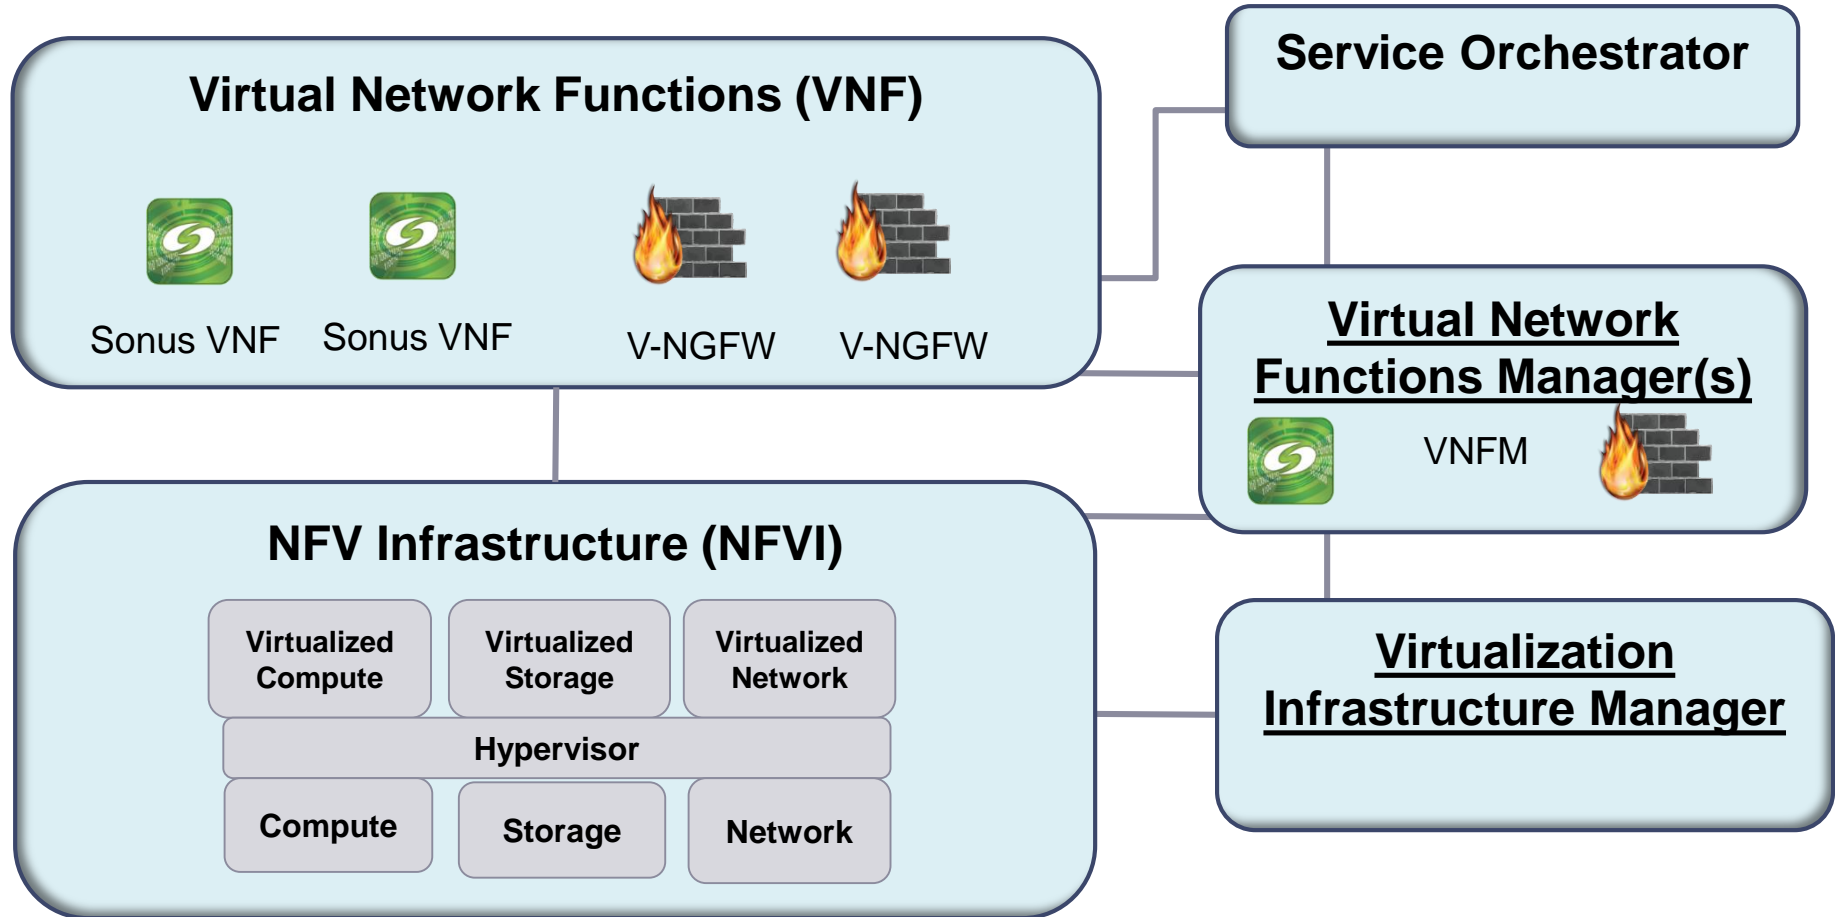 Virtual Network Functions (VNF)
Sonus VNF
Sonus VNF
V-NGFW
V-NGFW
Service Orchestrator
Virtual Network
Functions Manager(s)
VNFM
NFV Infrastructure (NFVI)
Virtualized
Compute
Virtualized
Storage
Virtualized
Network
Hypervisor
Compute
Storage
Network
Virtualization
Infrastructure Manager